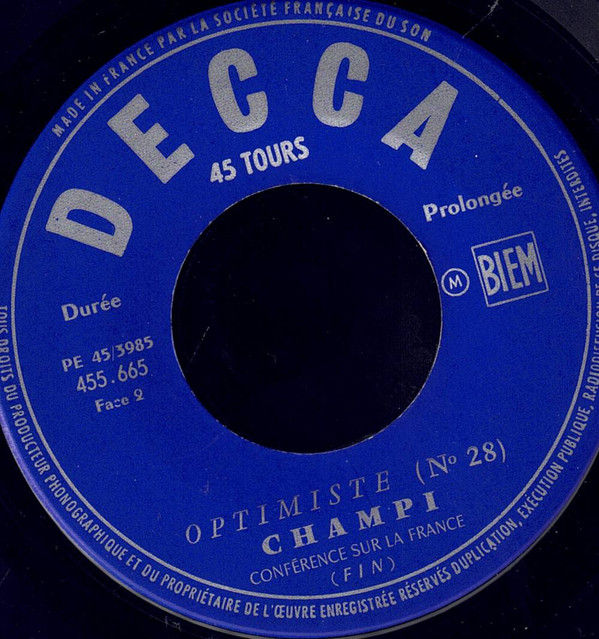 MADE IN FRANCE PAR LA SOCIÉTÉ FRANÇAISE DU SON
DECCA
45 TOURS
Durée Prolongée
M BIEM
PE 45/3985
455.665
Face 2
OPTIMISTE (No 28)
CHAMPI
CONFÉRENCE SUR LA FRANCE
(FIN)
TOUS DROITS DU PRODUCTEUR PHONOGRAPHIQUE ET DU PROPRIÉTAIRE DE L'ŒUVRE ENREGISTRÉE RÉSERVÉS DUPLICATION, EXÉCUTION PUBLIQUE, RADIODIFFUSION DE CE DISQUE, INTERDITES